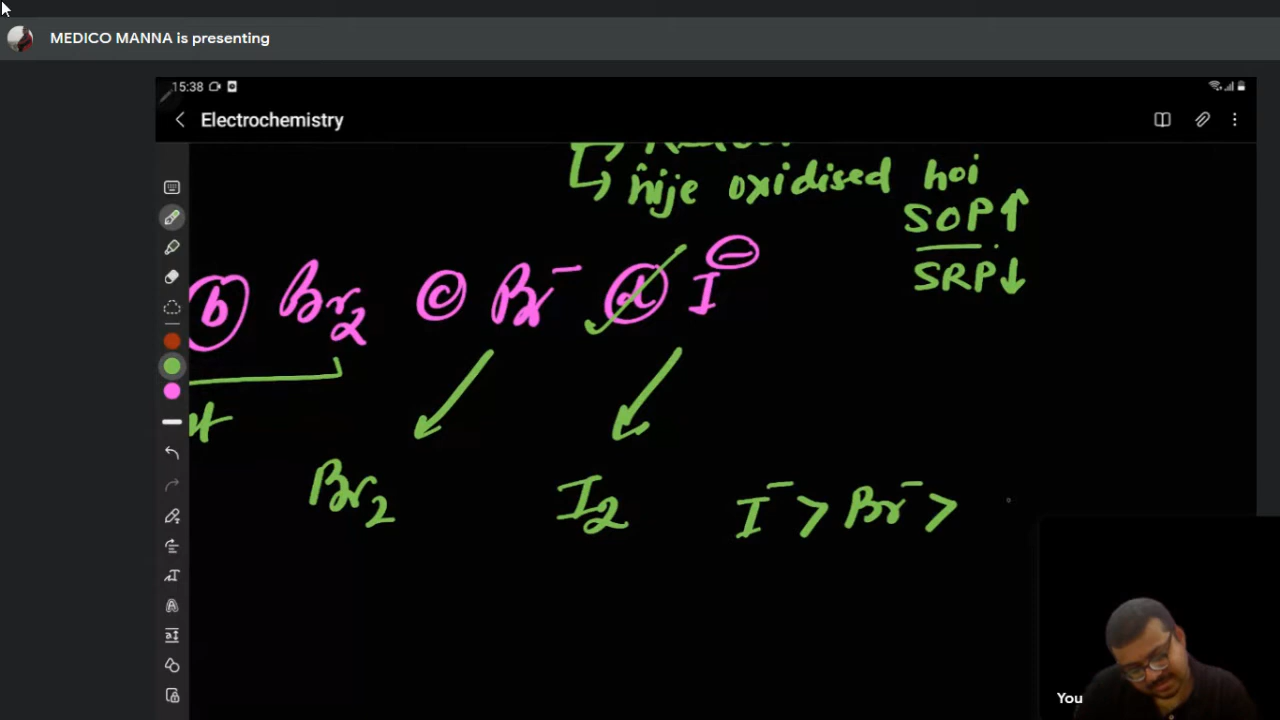 MEDICO MANNA is presenting
15:38
Electrochemistry
nije oxidised hoi
SOP↑
SRP↓
(b) Br₂ (c) Br⁻ (d) I⁻
Br₂ I₂ I⁻ > Br⁻ >
You